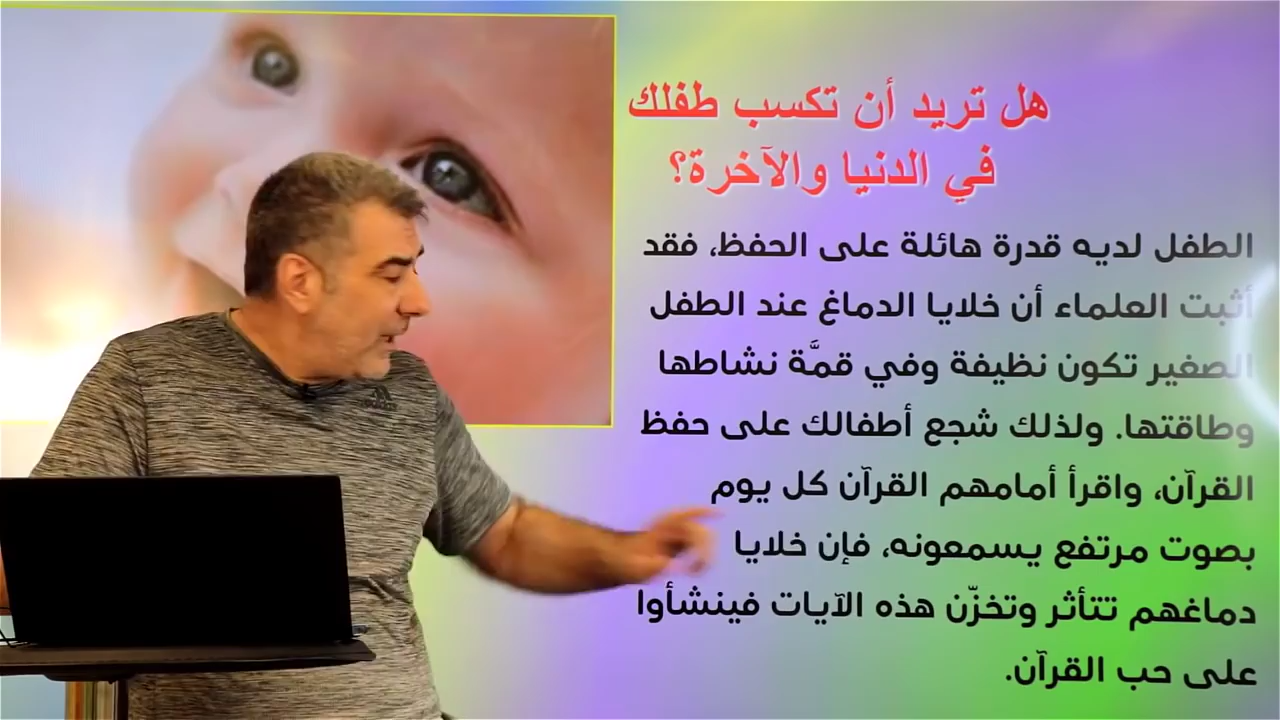 هل تريد أن تكسب طفلك
في الدنيا والآخرة؟
الطفل لديه قدرة هائلة على الحفظ، فقد
أثبت العلماء أن خلايا الدماغ عند الطفل
الصغير تكون نظيفة وفي قمَّة نشاطها
وطاقتها. ولذلك شجع أطفالك على حفظ
القرآن، واقرأ أمامهم القرآن كل يوم
بصوت مرتفع يسمعونه، فإن خلايا
دماغهم تتأثر وتخزّن هذه الآيات فينشأوا
على حب القرآن.
adidas